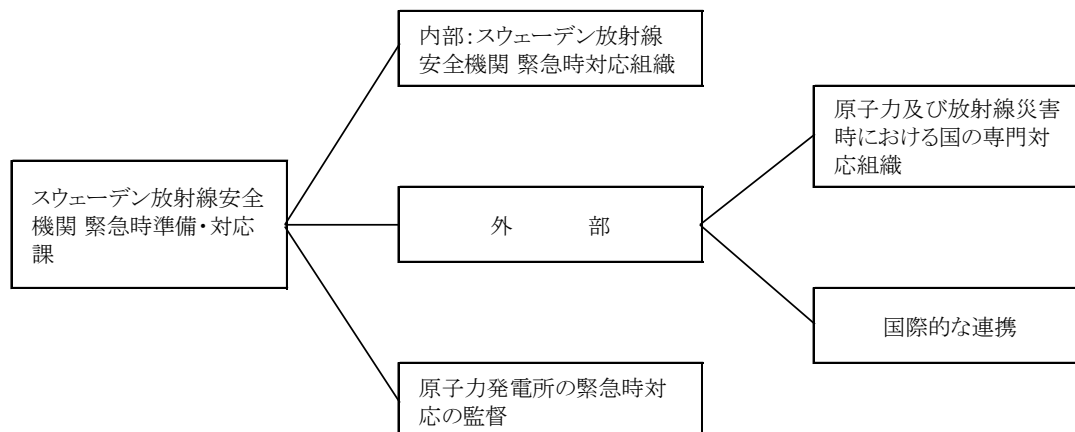 内部:スウェーデン放射線
安全機関 緊急時対応組織
原子力及び放射線災害
時における国の専門対
応組織
スウェーデン放射線安全
機関 緊急時準備・対応
課
外 部
国際的な連携
原子力発電所の緊急時対
応の監督